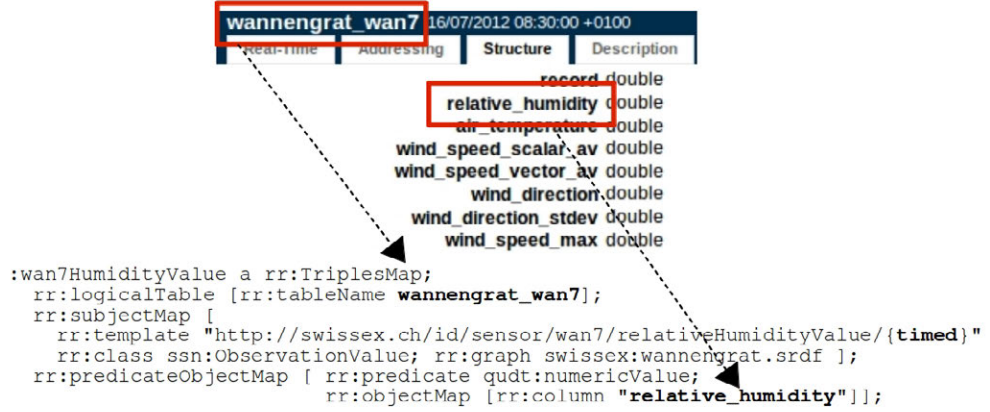 wannengrat_wan7 16/07/2012 08:30:00 +0100
Real-Time Addressing Structure Description
record double
relative_humidity double
air_temperature double
wind_speed_scalar_av double
wind_speed_vector_av double
wind_direction double
wind_direction_stdev double
wind_speed_max double
:wan7HumidityValue a rr:TriplesMap;
rr:logicalTable [rr:tableName wannengrat_wan7];
rr:subjectMap [
rr:template "http://swissex.ch/id/sensor/wan7/relativeHumidityValue/{timed}"
rr:class ssn:ObservationValue; rr:graph swissex:wannengrat.srdf ];
rr:predicateObjectMap [ rr:predicate qudt:numericValue;
rr:objectMap [rr:column "relative_humidity"]];